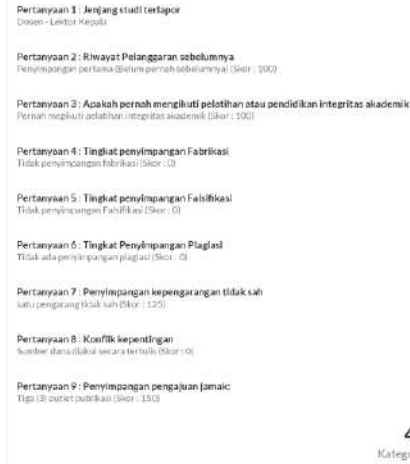 Pertanyaan 1 : Jenjang studi terlapor
Dosen - Lektor Kepala
Pertanyaan 2 : Riwayat Pelanggaran sebelumnya
Penyimpangan pertama (Belum pernah sebelumnya) (Skor : 100)
Pertanyaan 3 : Apakah pernah mengikuti pelatihan atau pendidikan integritas akademik
Pernah megikuti pelatihan integritas akademik (Skor : 100)
Pertanyaan 4 : Tingkat penyimpangan Fabrikasi
Tidak penyimpangan fabrikasi (Skor : 0)
Pertanyaan 5 : Tingkat penyimpangan Falsifikasi
Tidak penyimpangan Falsifikasi (Skor : 0)
Pertanyaan 6 : Tingkat Penyimpangan Plagiasi
Tidak ada penyimpangan plagiasi (Skor : 0)
Pertanyaan 7 : Penyimpangan kepengarangan tidak sah
satu pengarang tidak sah (Skor : 125)
Pertanyaan 8 : Konflik kepentingan
Sumber dana diakui secara tertulis (Skor : 0)
Pertanyaan 9 : Penyimpangan pengajuan jamak
Tiga (3) outlet publikasi (Skor : 150)
Kateg